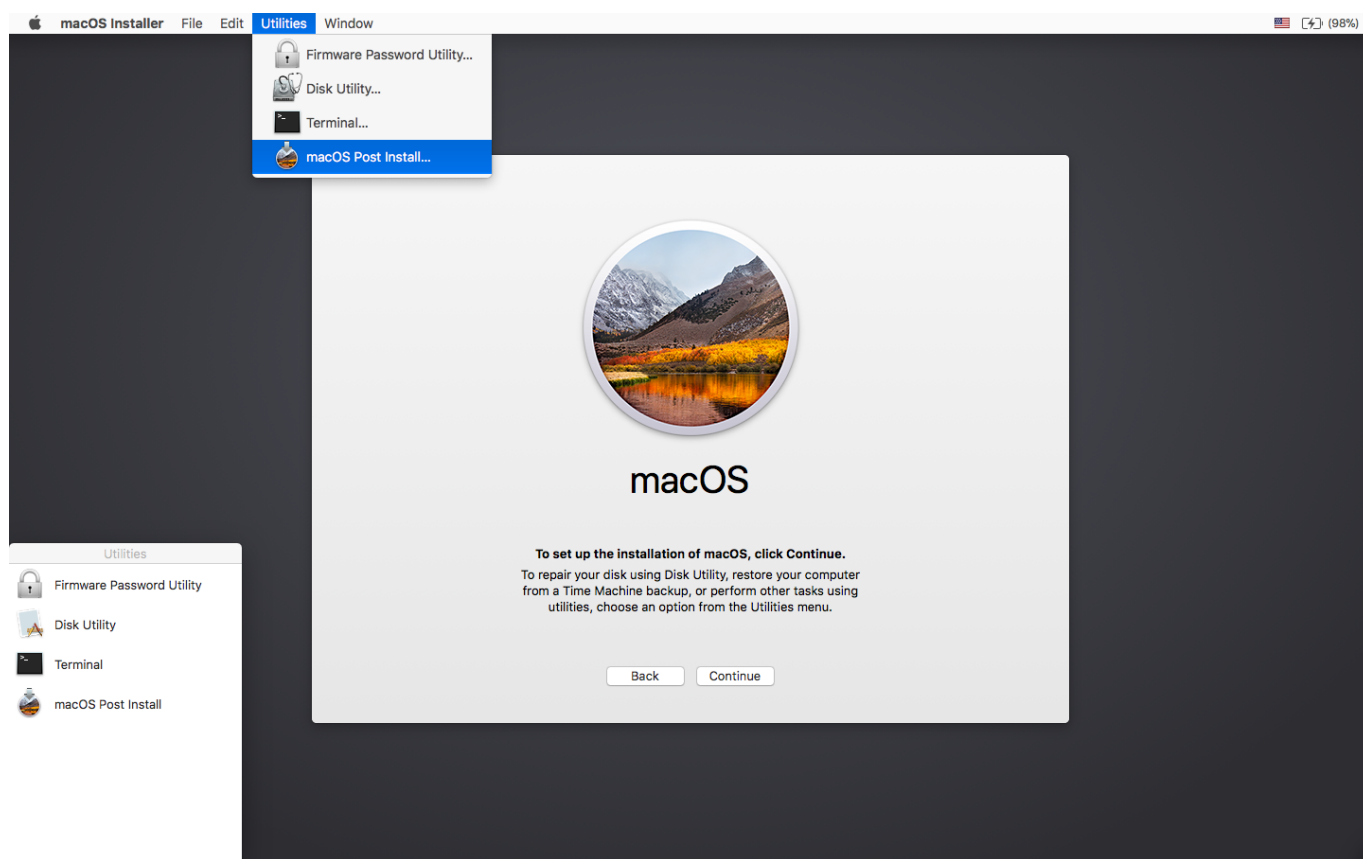 macOS Installer File Edit Utilities Window (98%)
Firmware Password Utility...
Disk Utility...
Terminal...
macOS Post Install...
macOS
To set up the installation of macOS, click Continue.
To repair your disk using Disk Utility, restore your computer
from a Time Machine backup, or perform other tasks using
utilities, choose an option from the Utilities menu.
Back Continue
Utilities
Firmware Password Utility
Disk Utility
Terminal
macOS Post Install